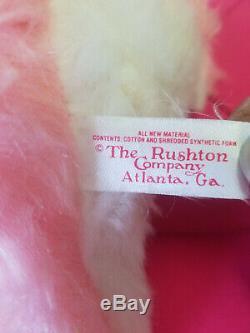 ALL NEW MATERIAL
CONTENTS: COTTON AND SHREDDED SYNTHETIC FOAM
© The Rushton
Company
Atlanta, Ga.